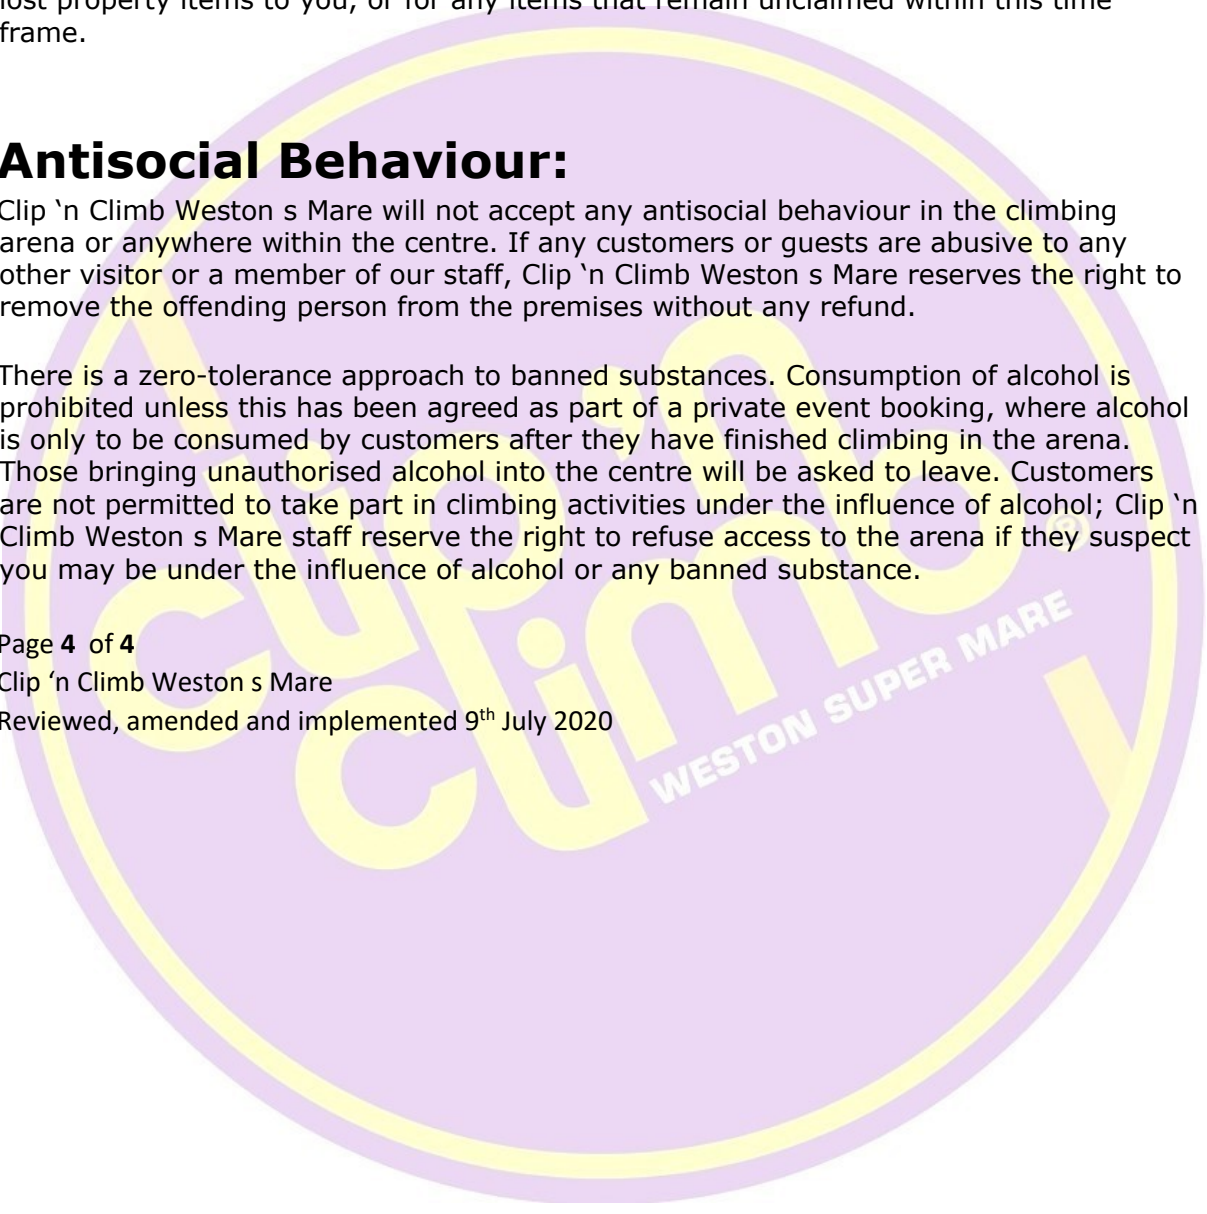 lost property items to you, or for any items that remain unclaimed within this time
frame.
Antisocial Behaviour:
Clip ‘n Climb Weston s Mare will not accept any antisocial behaviour in the climbing
arena or anywhere within the centre. If any customers or guests are abusive to any
other visitor or a member of our staff, Clip ‘n Climb Weston s Mare reserves the right to
remove the offending person from the premises without any refund.
There is a zero-tolerance approach to banned substances. Consumption of alcohol is
prohibited unless this has been agreed as part of a private event booking, where alcohol
is only to be consumed by customers after they have finished climbing in the arena.
Those bringing unauthorised alcohol into the centre will be asked to leave. Customers
are not permitted to take part in climbing activities under the influence of alcohol; Clip ‘n
Climb Weston s Mare staff reserve the right to refuse access to the arena if they suspect
you may be under the influence of alcohol or any banned substance.
Page 4 of 4
Clip ‘n Climb Weston s Mare
Reviewed, amended and implemented 9th July 2020
Clip 'n
Climb®
WESTON SUPER MARE